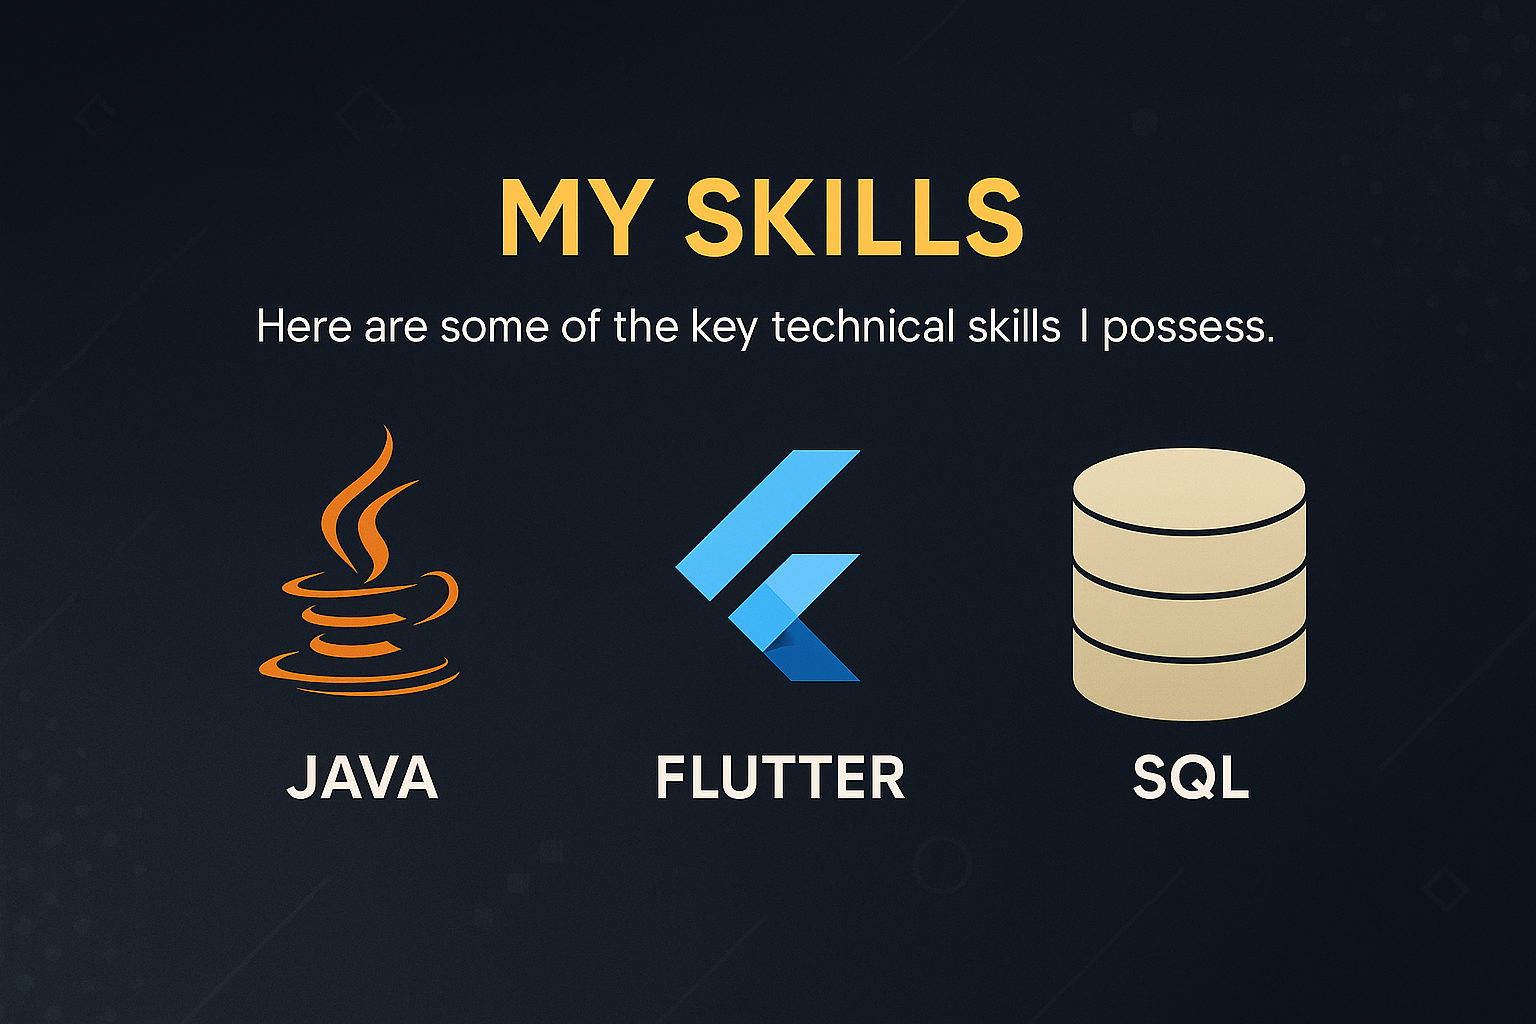 MY SKILLS
Here are some of the key technical skills I possess.
JAVA
FLUTTER
SQL